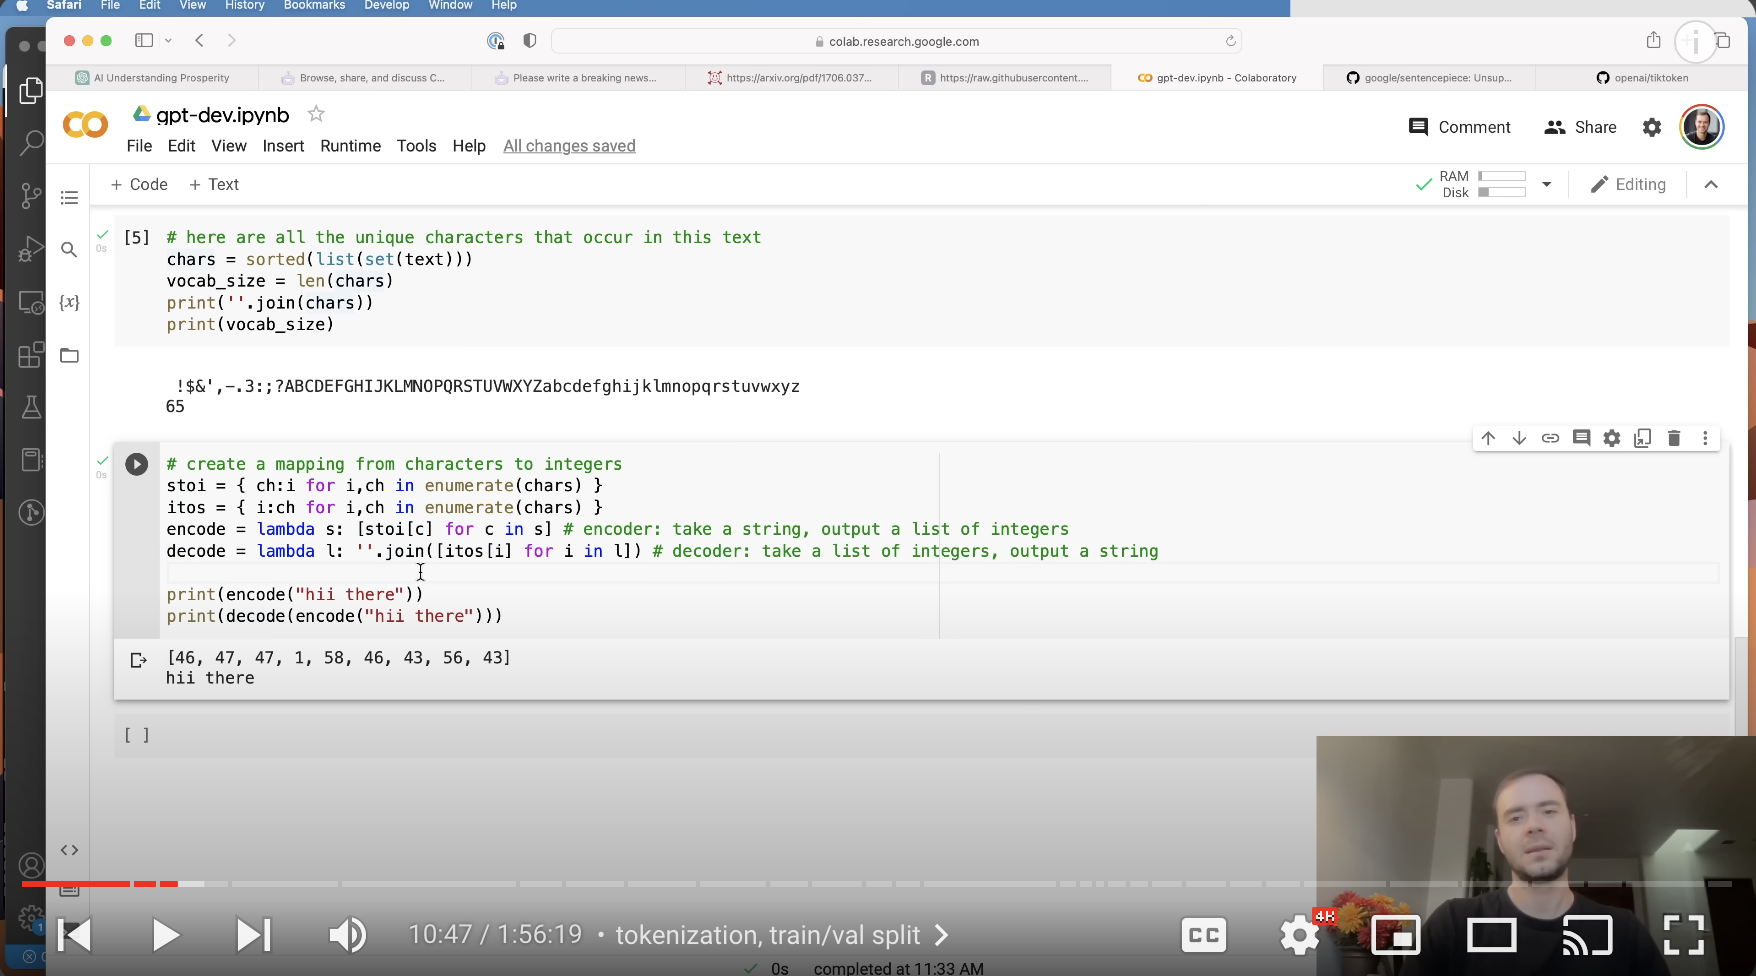 Safari File Edit View History Bookmarks Develop Window Help
colab.research.google.com
AI Understanding Prosperity
Browse, share, and discuss C...
Please write a breaking news...
https://arxiv.org/pdf/1706.037...
R https://raw.githubusercontent....
gpt-dev.ipynb - Colaboratory
google/sentencepiece: Unsup...
openai/tiktoken
gpt-dev.ipynb
Comment Share
File Edit View Insert Runtime Tools Help All changes saved
+ Code + Text
RAM
Disk
Editing
0s
[5] # here are all the unique characters that occur in this text
chars = sorted(list(set(text)))
vocab_size = len(chars)
{x}
print(''.join(chars))
print(vocab_size)
!$&',-.3:;?ABCDEFGHIJKLMNOPQRSTUVWXYZabcdefghijklmnopqrstuvwxyz
65
0s
# create a mapping from characters to integers
stoi = { ch:i for i,ch in enumerate(chars) }
itos = { i:ch for i,ch in enumerate(chars) }
encode = lambda s: [stoi[c] for c in s] # encoder: take a string, output a list of integers
decode = lambda l: ''.join([itos[i] for i in l]) # decoder: take a list of integers, output a string
print(encode("hii there"))
print(decode(encode("hii there")))
[46, 47, 47, 1, 58, 46, 43, 56, 43]
hii there
[ ]
10:47 / 1:56:19 • tokenization, train/val split
CC
4H
1
0s completed at 11:33 AM